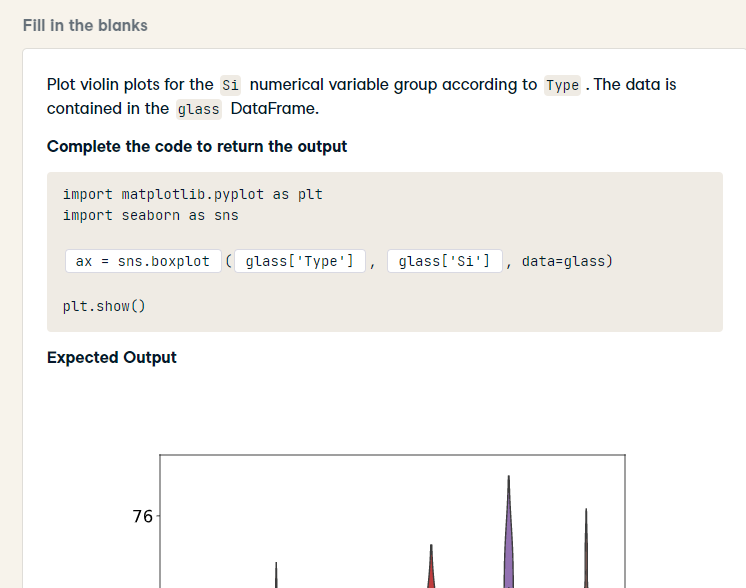 Fill in the blanks
Plot violin plots for the Si numerical variable group according to Type . The data is
contained in the glass DataFrame.
Complete the code to return the output
import matplotlib.pyplot as plt
import seaborn as sns
ax = sns.boxplot ( glass['Type'] , glass['Si'] , data=glass)
plt.show()
Expected Output
76